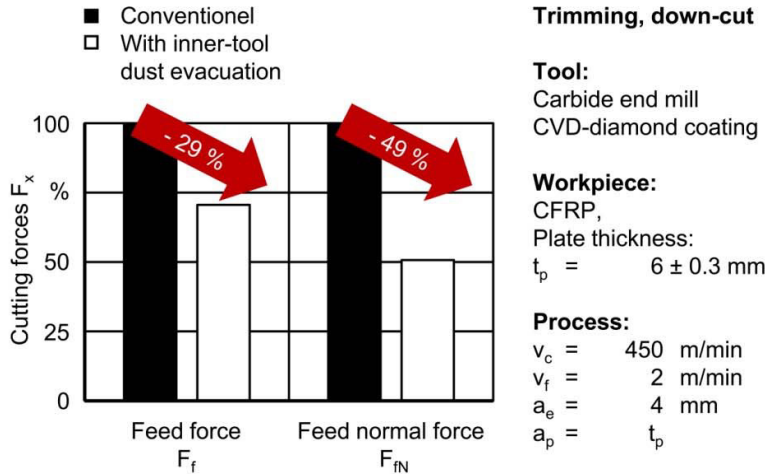 Conventionel
With inner-tool
dust evacuation
Cutting forces Fx
100
%
50
25
0
- 29 %
- 49 %
Feed force
Ff
Feed normal force
FfN
Trimming, down-cut
Tool:
Carbide end mill
CVD-diamond coating
Workpiece:
CFRP,
Plate thickness:
tp = 6 ± 0.3 mm
Process:
vc = 450 m/min
vf = 2 m/min
ae = 4 mm
ap = tp